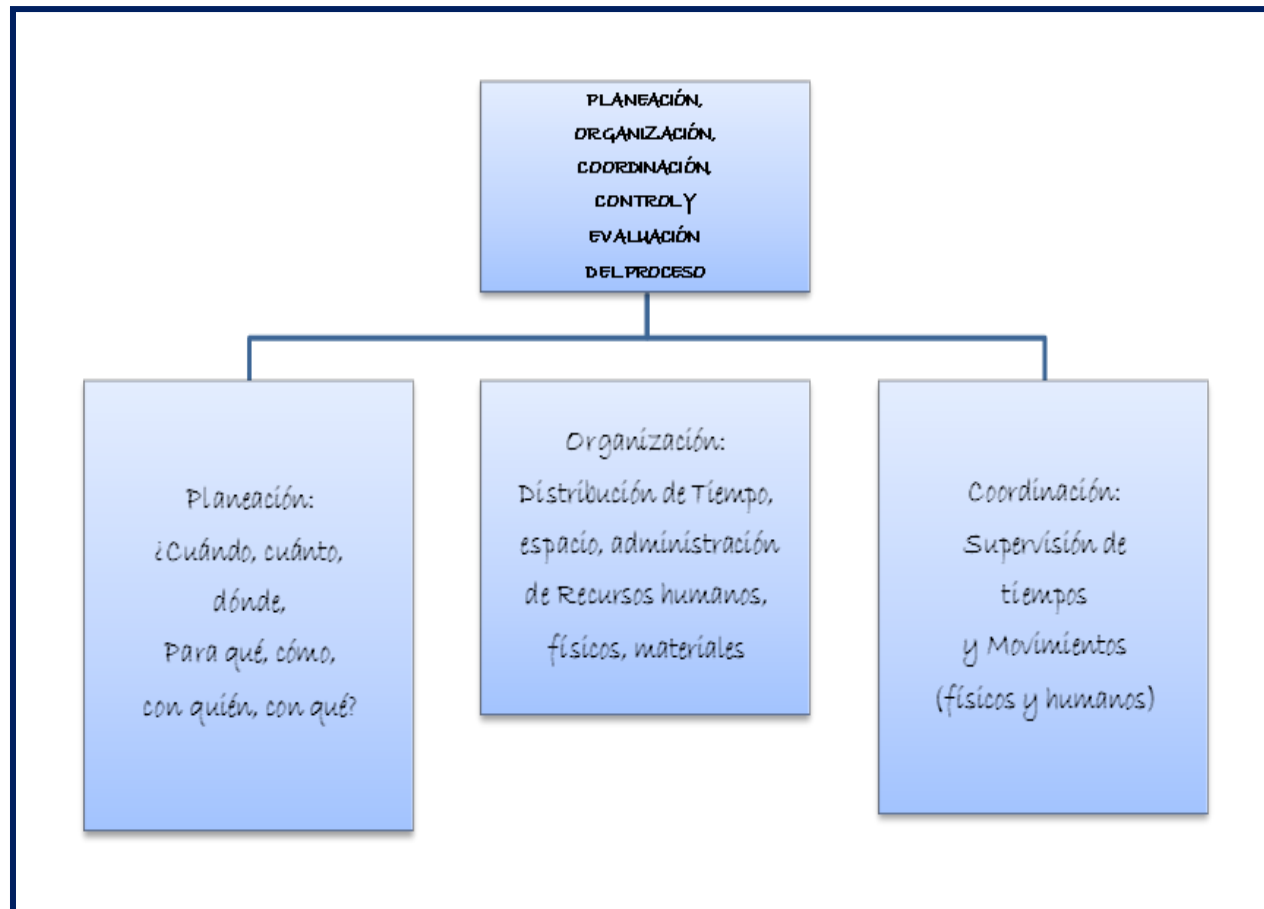 PLANEACIÓN,
ORGANIZACIÓN,
COORDINACIÓN,
CONTROL Y
EVALUACIÓN
DEL PROCESO
Planeación:
¿Cuándo, cuánto,
dónde,
Para qué, cómo,
con quién, con qué?
Organización:
Distribución de Tiempo,
espacio, administración
de Recursos humanos,
físicos, materiales
Coordinación:
Supervisión de
tiempos
y Movimientos
(físicos y humanos)